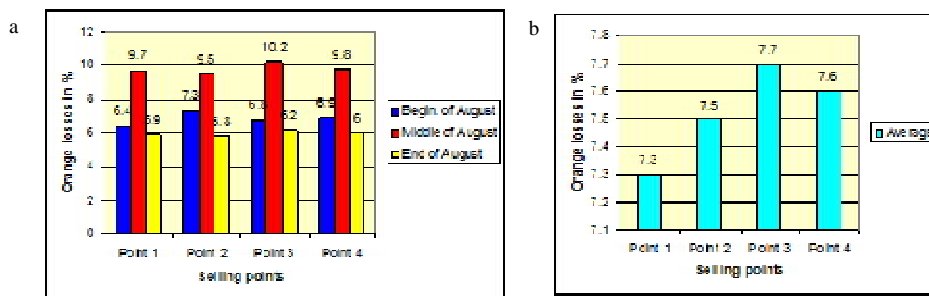 a
12
10
8
6
4
2
0
Orange losses in %
9.7
9.5
10.2
9.8
6.4
7.3
6.8
6.9
5.9
5.8
6.2
6
Point 1 Point 2 Point 3 Point 4
Selling points
Begin. of August
Middle of August
End of August
b
7.8
7.7
7.6
7.5
7.4
7.3
7.2
7.1
Orange losses in %
7.3
7.5
7.7
7.6
Point 1 Point 2 Point 3 Point 4
Selling points
Average